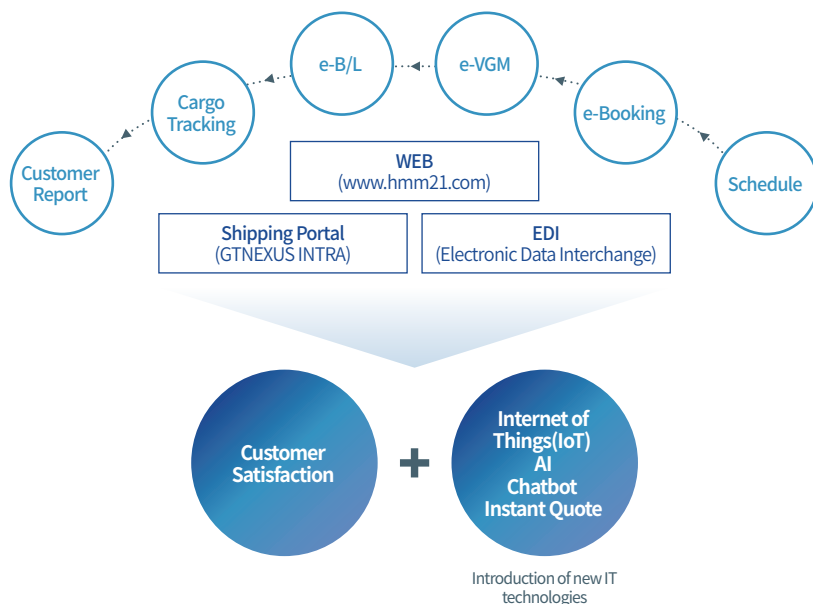 e-B/L
e-VGM
Cargo
Tracking
e-Booking
Customer
Report
Schedule
WEB
(www.hmm21.com)
Shipping Portal
(GTNEXUS INTRA)
EDI
(Electronic Data Interchange)
Customer
Satisfaction
+
Internet of
Things(IoT)
AI
Chatbot
Instant Quote
Introduction of new IT
technologies